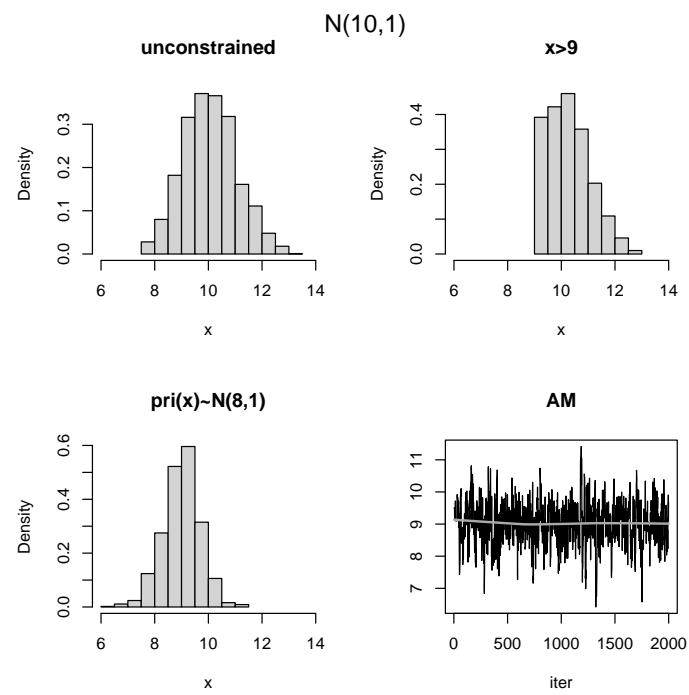 N(10,1)
unconstrained
x>9
Density
0.0 0.1 0.2 0.3
6 8 10 12 14
x
Density
0.0 0.2 0.4
6 8 10 12 14
x
pri(x)~N(8,1)
AM
Density
0.0 0.2 0.4 0.6
6 8 10 12 14
x
7 8 9 10 11
0 500 1000 1500 2000
iter